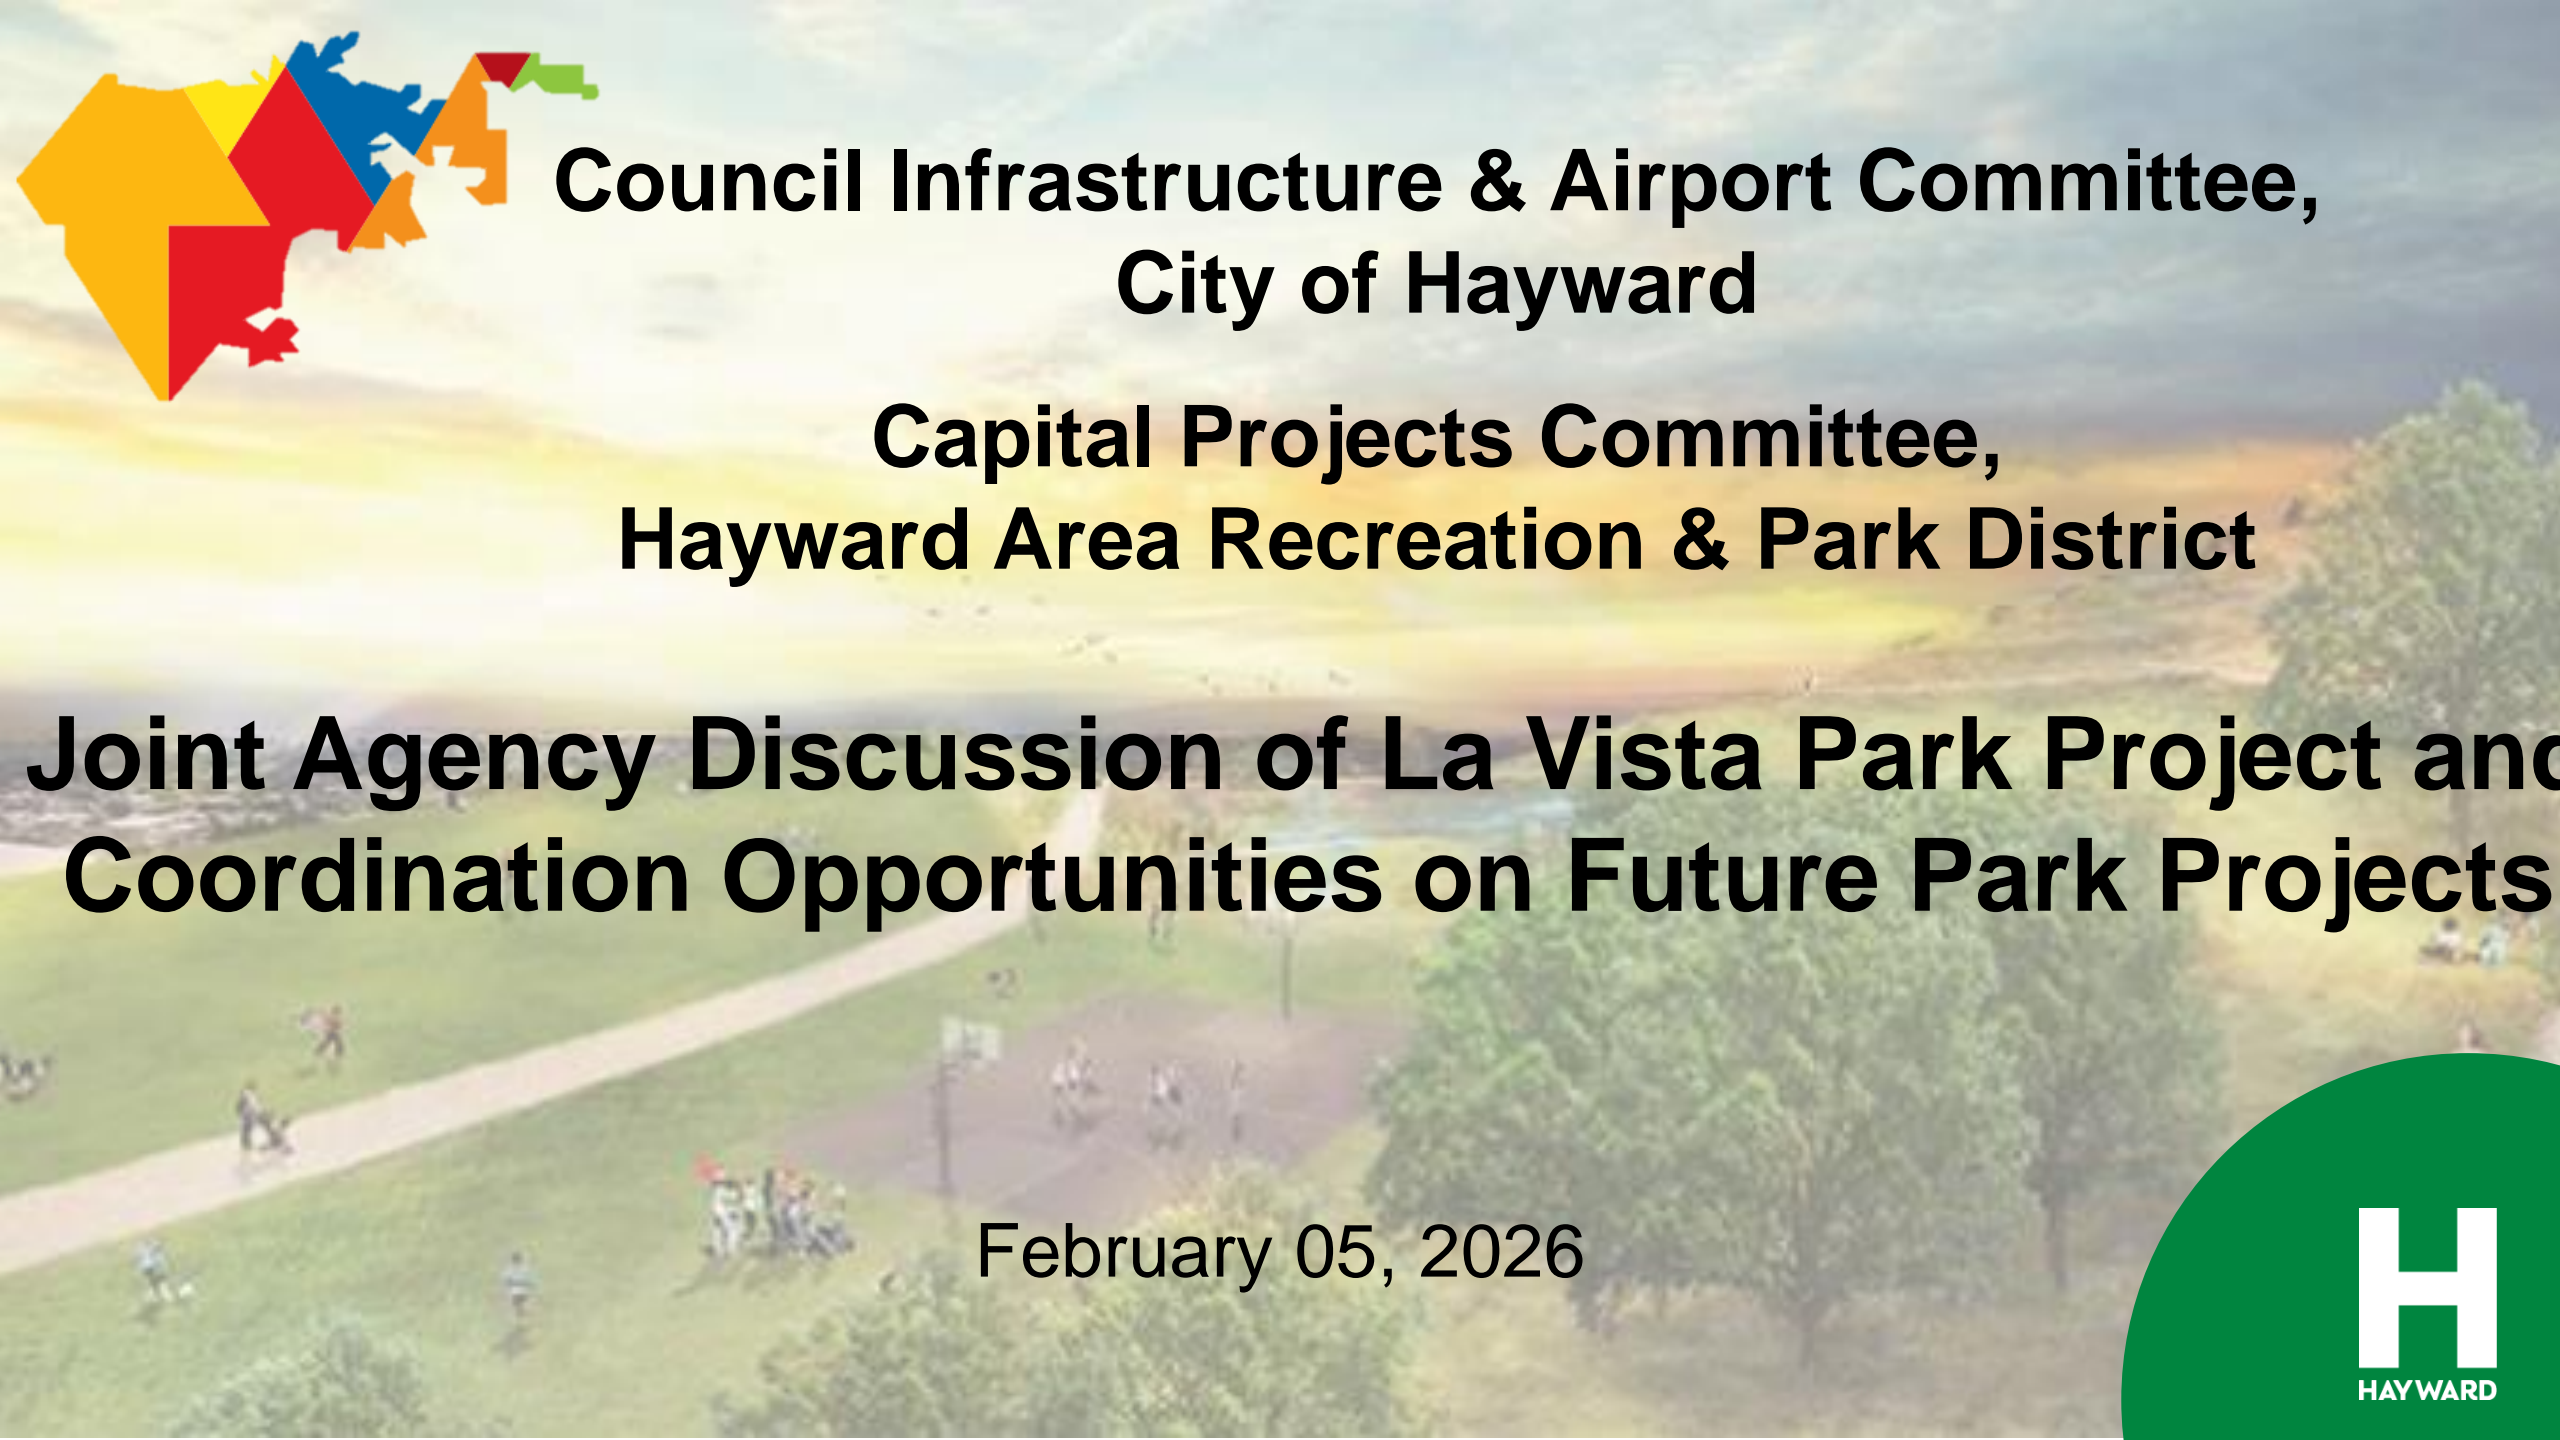 Council Infrastructure & Airport Committee,
City of Hayward
Capital Projects Committee,
Hayward Area Recreation & Park District
Joint Agency Discussion of La Vista Park Project and
Coordination Opportunities on Future Park Projects
February 05, 2026
H
HAYWARD